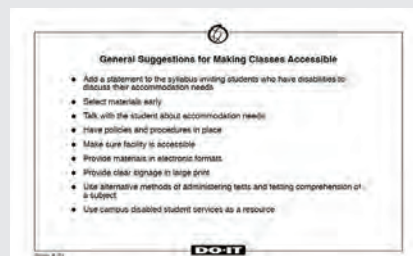 General Suggestions for Making Classes Accessible
Add a statement to the syllabus inviting students who have disabilities to
discuss their accommodation needs
Select materials early
Talk with the student about accommodation needs
Have policies and procedures in place
Make sure facility is accessible
Provide materials in electronic formats
Provide clear signage in large print
Use alternative methods of administering tests and testing comprehension of
a subject
Use campus disabled student services as a resource
DO-IT